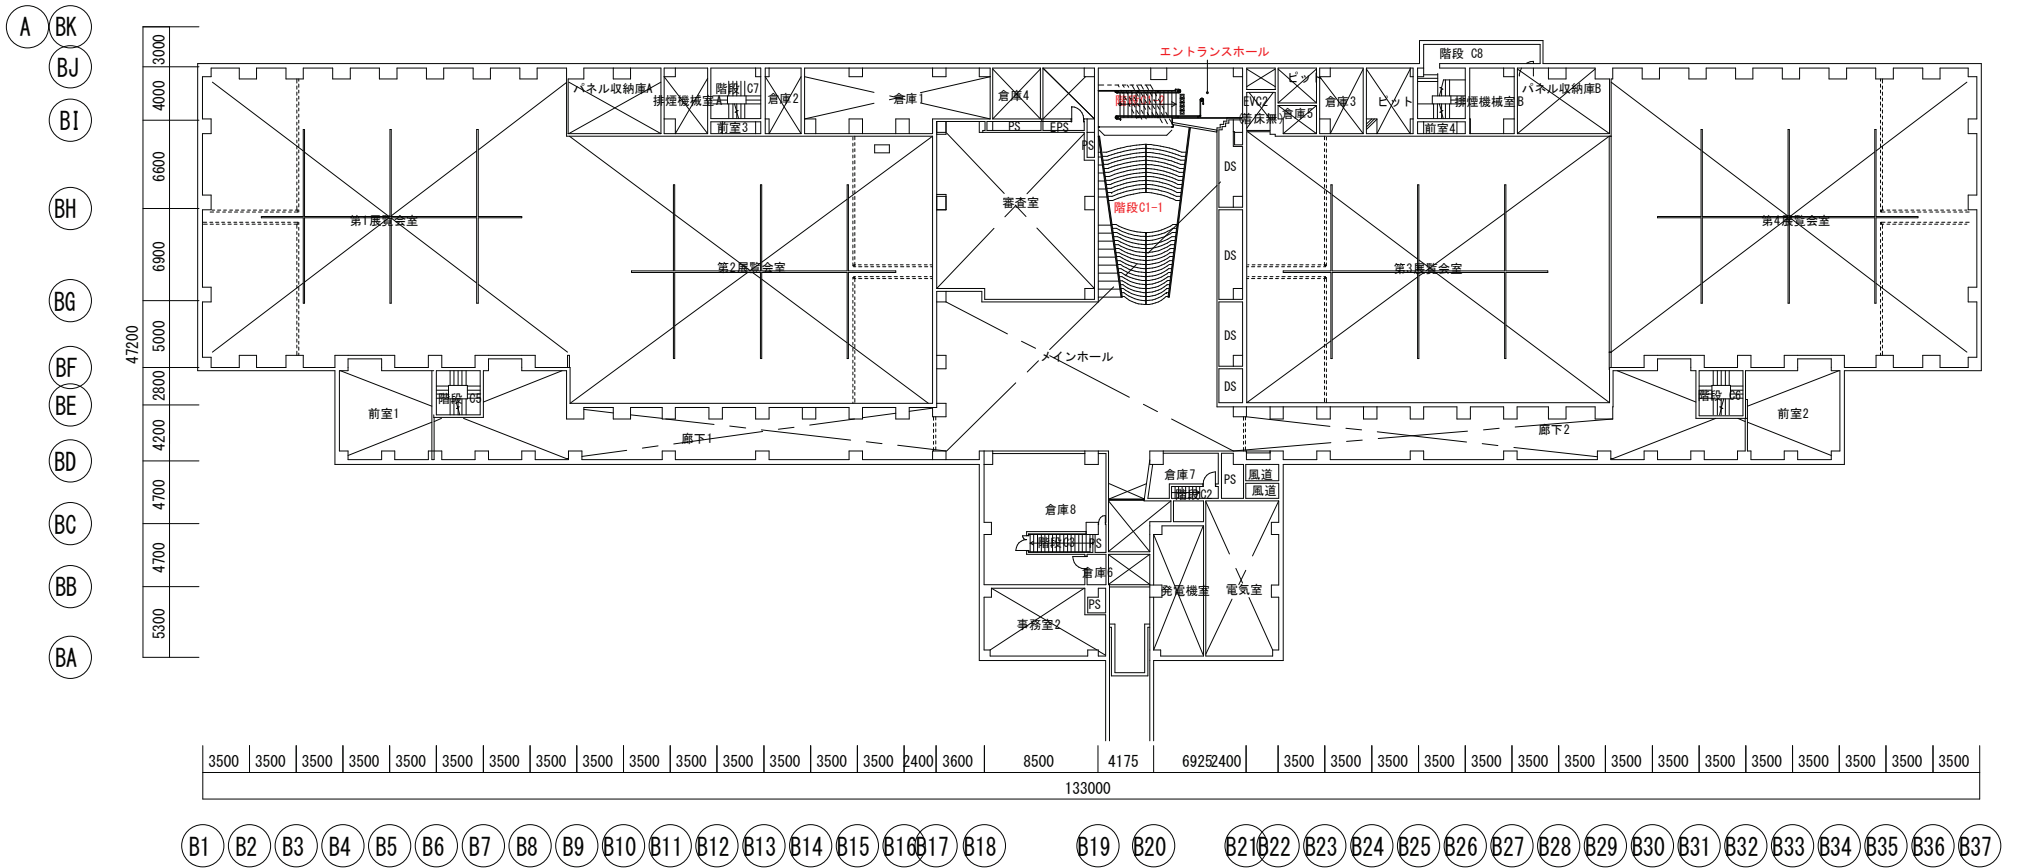 A
BK
BJ
BI
BH
BG
BF
BE
BD
BC
BB
BA
3000
4000
6600
6900
5000
2800
4200
4700
4700
5300
47200
エントランスホール
階段 C8
パネル収納庫A
排煙機械室A
階段 C7
前室3
倉庫2
倉庫1
倉庫4
PS
EPS
PS
EVC2
倉庫5
倉庫3
ピット
排煙機械室B
前室4
パネル収納庫B
第1展覧会室
第2展覧会室
審査室
階段C1-1
DS
DS
DS
DS
第3展覧会室
第4展覧会室
メインホール
前室1
階段 C5
廊下1
廊下2
階段 C6
前室2
倉庫8
階段C3
PS
倉庫6
PS
事務室2
倉庫7
階段C2
PS
風道
風道
発電機室
電気室
3500 3500 3500 3500 3500 3500 3500 3500 3500 3500 3500 3500 3500 3500 3500 2400 3600 8500 4175 6925 2400 3500 3500 3500 3500 3500 3500 3500 3500 3500 3500 3500 3500 3500 3500 3500
133000
B1 B2 B3 B4 B5 B6 B7 B8 B9 B10 B11 B12 B13 B14 B15 B16 B17 B18 B19 B20 B21 B22 B23 B24 B25 B26 B27 B28 B29 B30 B31 B32 B33 B34 B35 B36 B37